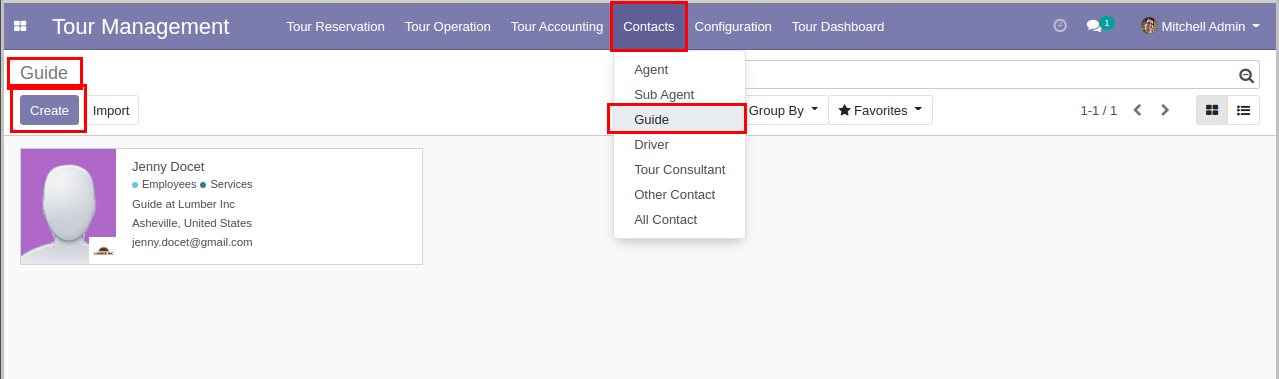 Tour Management Tour Reservation Tour Operation Tour Accounting Contacts Configuration Tour Dashboard 1 Mitchell Admin
Guide
Create Import
Group By Favorites 1-1 / 1
Agent
Sub Agent
Guide
Driver
Tour Consultant
Other Contact
All Contact
Jenny Docet
Employees Services
Guide at Lumber Inc
Asheville, United States
jenny.docet@gmail.com
LUMBER INC